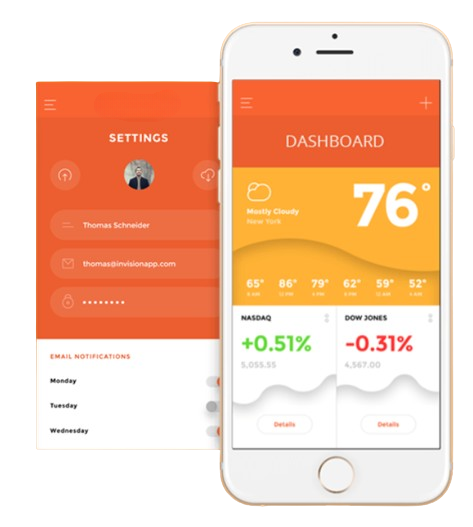 SETTINGS
Thomas Schneider
thomas@invisionapp.com
EMAIL NOTIFICATIONS
Monday
Tuesday
Wednesday
DASHBOARD
Mostly Cloudy
New York
76°
65° 86° 79° 62° 59° 52°
NASDAQ
+0.51%
5,055.55
Details
DOW JONES
-0.31%
4,567.00
Details